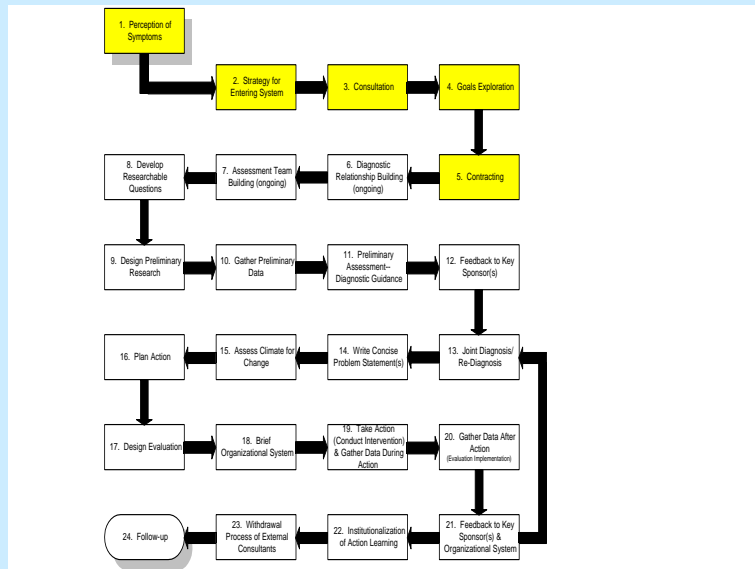 1. Perception of
Symptoms
2. Strategy for
Entering System
3. Consultation
4. Goals Exploration
5. Contracting
6. Diagnostic
Relationship Building
(ongoing)
7. Assessment Team
Building (ongoing)
8. Develop
Researchable
Questions
9. Design Preliminary
Research
10. Gather Preliminary
Data
11. Preliminary
Assessment--
Diagnostic Guidance
12. Feedback to Key
Sponsor(s)
13. Joint Diagnosis/
Re-Diagnosis
14. Write Concise
Problem Statement(s)
15. Assess Climate for
Change
16. Plan Action
17. Design Evaluation
18. Brief
Organizational System
19. Take Action
(Conduct Intervention)
& Gather Data During
Action
20. Gather Data After
Action
(Evaluation Implementation)
21. Feedback to Key
Sponsor(s) &
Organizational System
22. Institutionalization
of Action Learning
23. Withdrawal
Process of External
Consultants
24. Follow-up